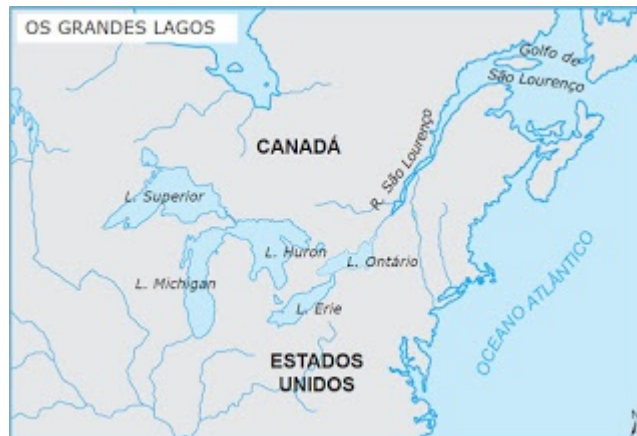 OS GRANDES LAGOS
Golfo de
São Lourenço
R. São Lourenço
CANADÁ
L. Superior
L. Huron
L. Ontário
L. Michigan
L. Erie
OCEANO ATLÂNTICO
ESTADOS
UNIDOS